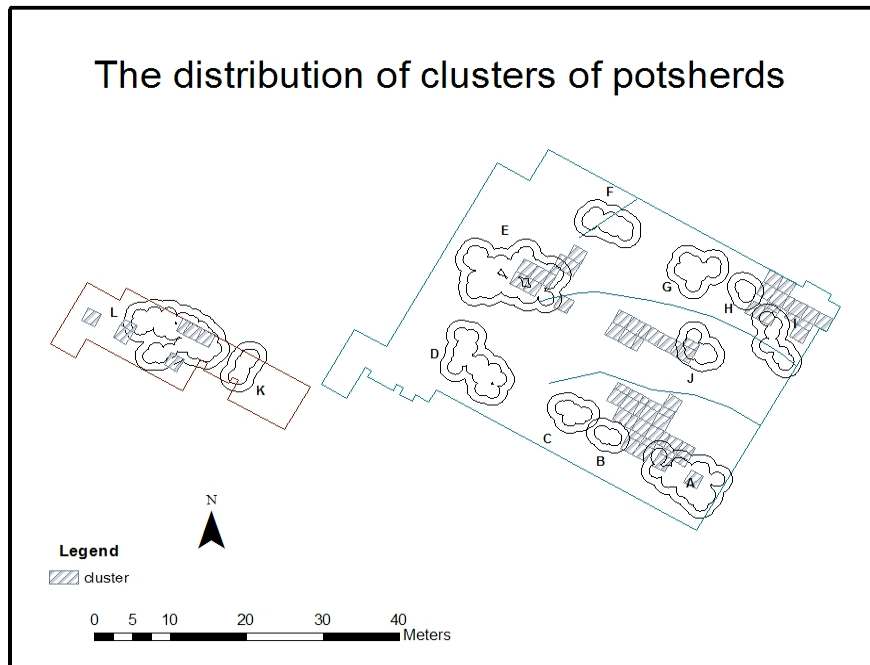 The distribution of clusters of potsherds
F
E
G
H
L
I
D
J
K
C
B
A
N
Legend
cluster
0 5 10 20 30 40
Meters